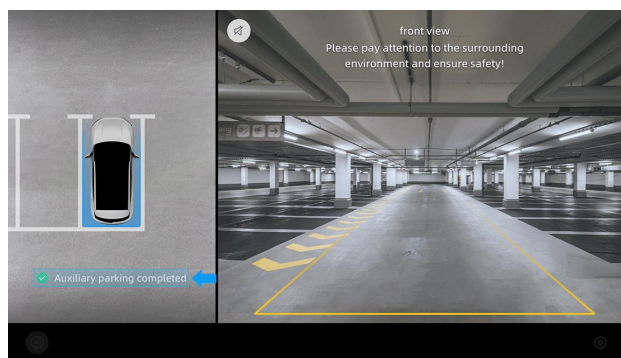 front view
Please pay attention to the surrounding
environment and ensure safety!
Auxiliary parking completed